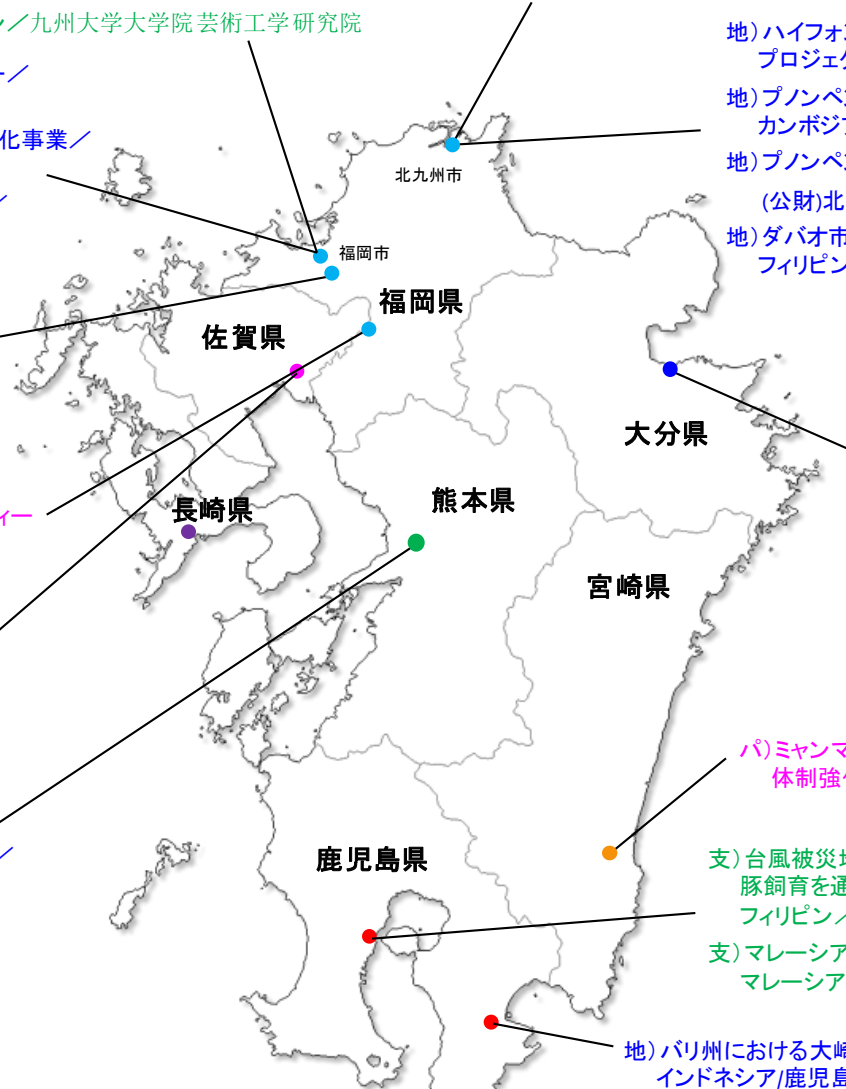 ／九州大学大学院芸術工学研究院
ー／
化事業／
／
ィー
／
地）ハイフォ
プロジェク
地）プノンペ
カンボジア
地）プノンペ
(公財)北
地）ダバオ市
フィリピン
北九州市
福岡市
福岡県
佐賀県
大分県
長崎県
熊本県
宮崎県
鹿児島県
パ）ミャンマ
体制強
支）台風被災
豚飼育を通
フィリピン／
支）マレーシア
マレーシア
地）バリ州における大崎
インドネシア/鹿児島